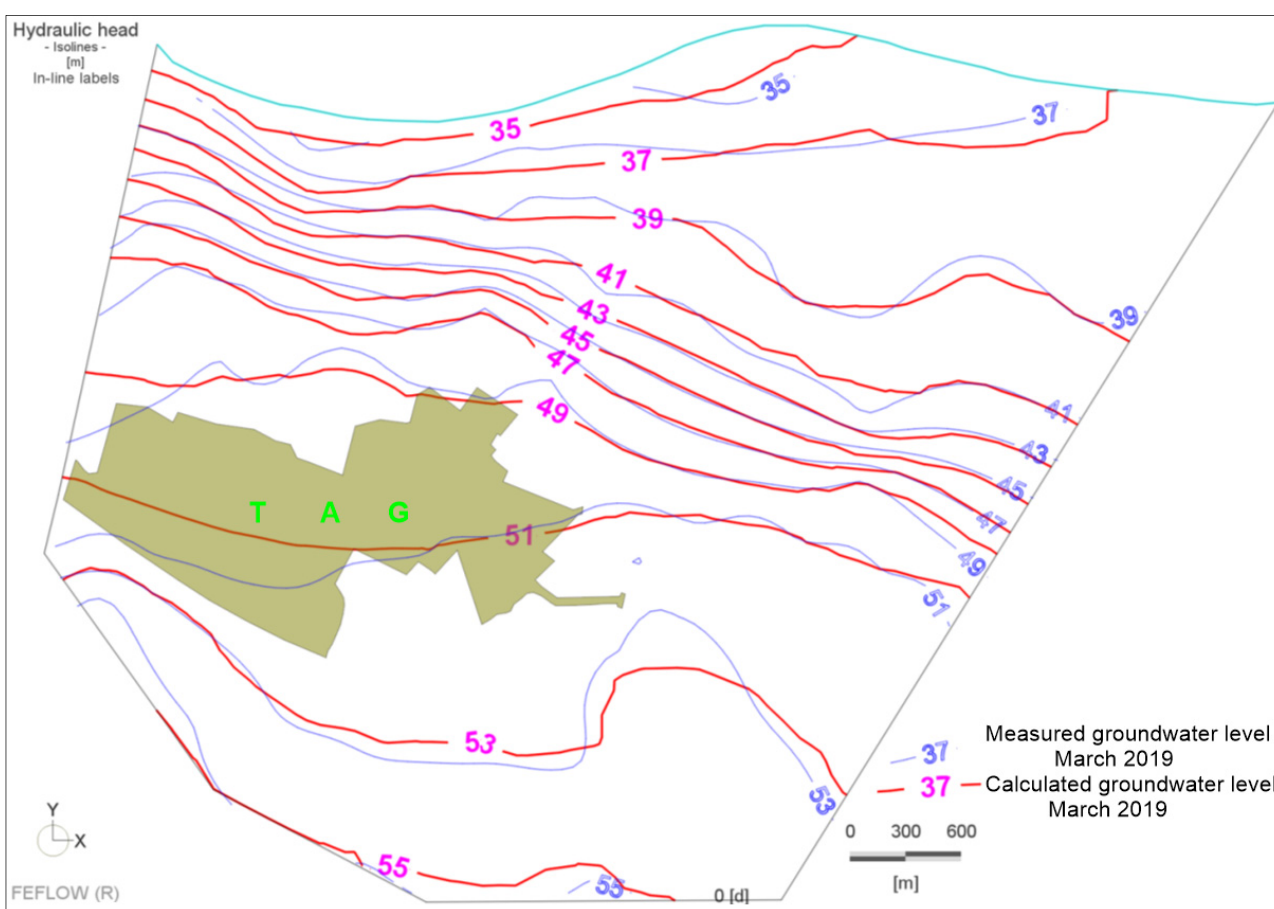 Hydraulic head
- Isolines -
[m]
In-line labels
35
35
37
37
39
39
41
41
43
43
45
45
47
47
49
49
T A G
51
51
53
53
55
55
Measured groundwater level
March 2019
37
Calculated groundwater level
March 2019
37
0 300 600
[m]
Y
X
FEFLOW (R)
0 [d]